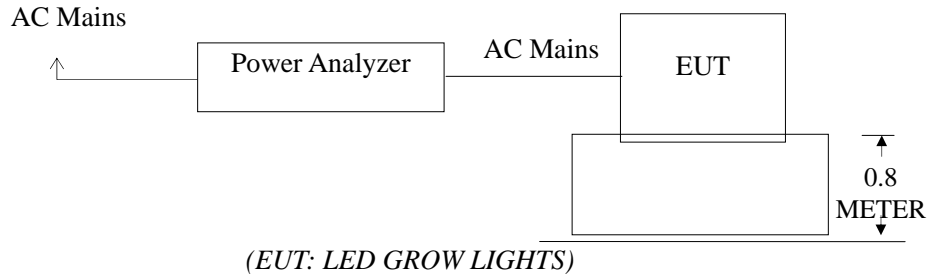 AC Mains
Power Analyzer
AC Mains
EUT
0.8
METER
(EUT: LED GROW LIGHTS)